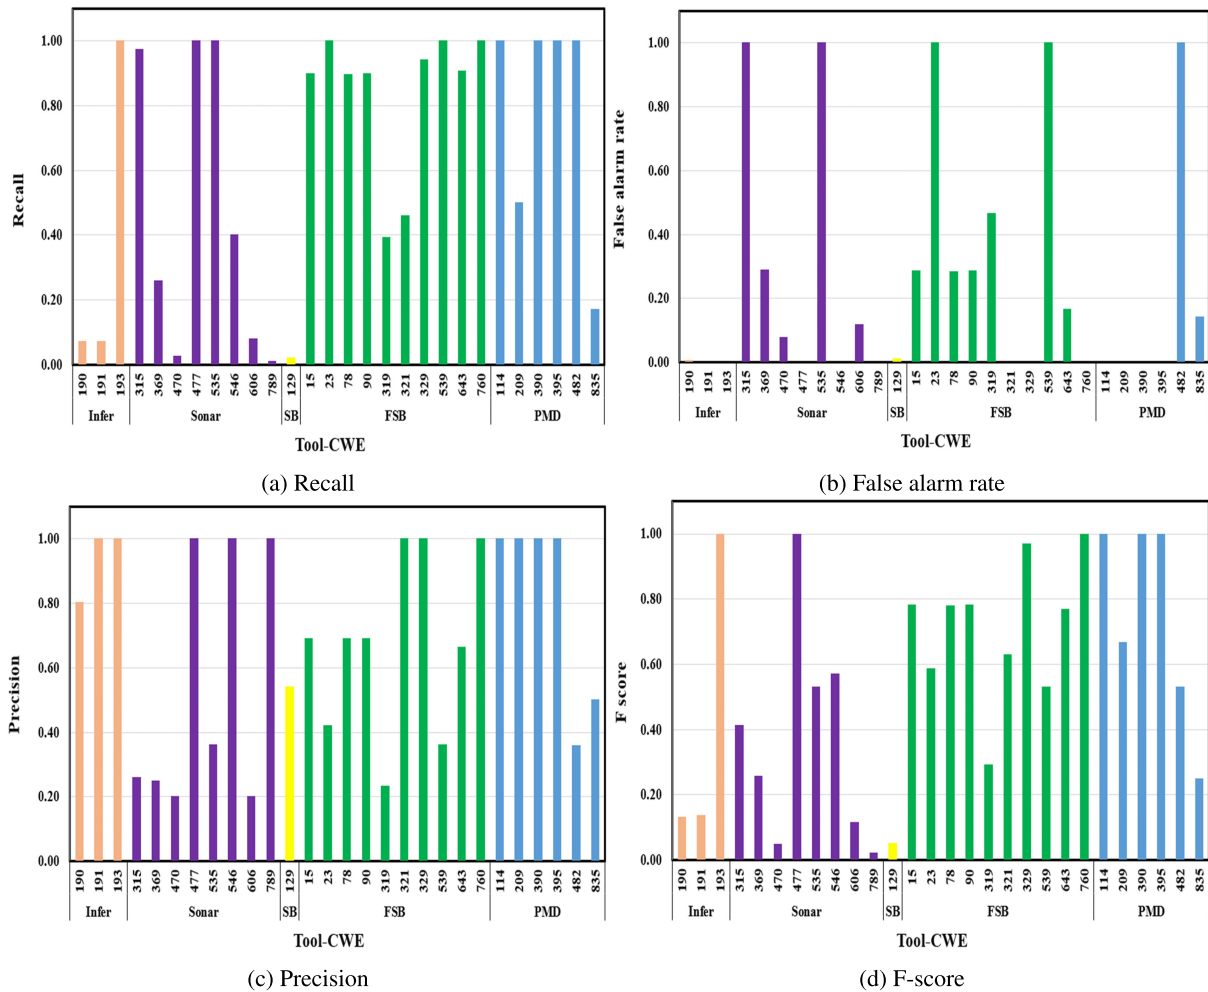 Recall
1.00
0.80
0.60
0.40
0.20
0.00
190 191 193 315 369 470 477 535 546 606 789 129 15 23 78 90 319 321 329 539 643 760 114 209 390 395 482 835
Infer Sonar SB FSB PMD
Tool-CWE
(a) Recall
False alarm rate
1.00
0.80
0.60
0.40
0.20
0.00
190 191 193 315 369 470 477 535 546 606 789 129 15 23 78 90 319 321 329 539 643 760 114 209 390 395 482 835
Infer Sonar SB FSB PMD
Tool-CWE
(b) False alarm rate
Precision
1.00
0.80
0.60
0.40
0.20
0.00
190 191 193 315 369 470 477 535 546 606 789 129 15 23 78 90 319 321 329 539 643 760 114 209 390 395 482 835
Infer Sonar SB FSB PMD
Tool-CWE
(c) Precision
F score
1.00
0.80
0.60
0.40
0.20
0.00
190 191 193 315 369 470 477 535 546 606 789 129 15 23 78 90 319 321 329 539 643 760 114 209 390 395 482 835
Infer Sonar SB FSB PMD
Tool-CWE
(d) F-score